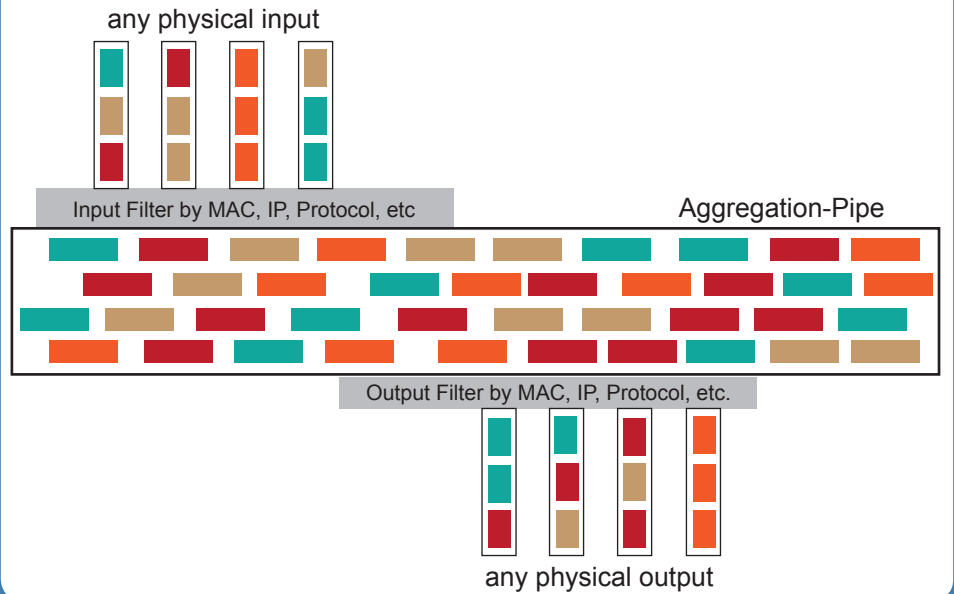 any physical input
Input Filter by MAC, IP, Protocol, etc
Aggregation-Pipe
Output Filter by MAC, IP, Protocol, etc.
any physical output